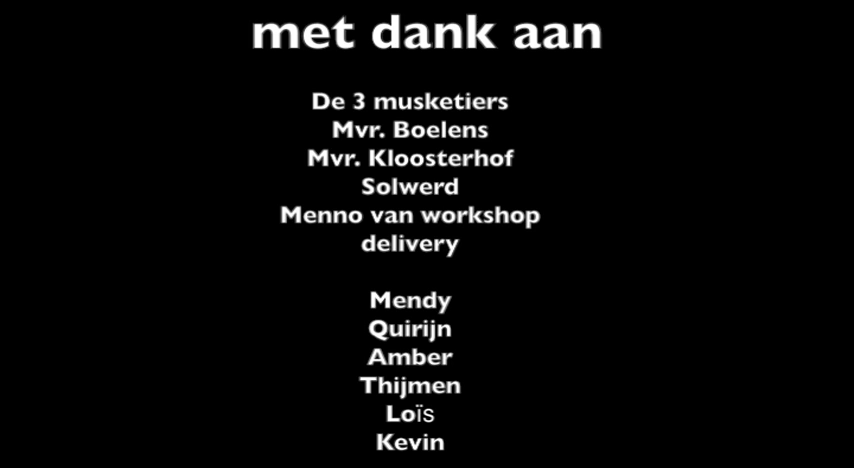 met dank aan
De 3 musketiers
Mvr. Boelens
Mvr. Kloosterhof
Solwerd
Menno van workshop
delivery
Mendy
Quirijn
Amber
Thijmen
Loïs
Kevin